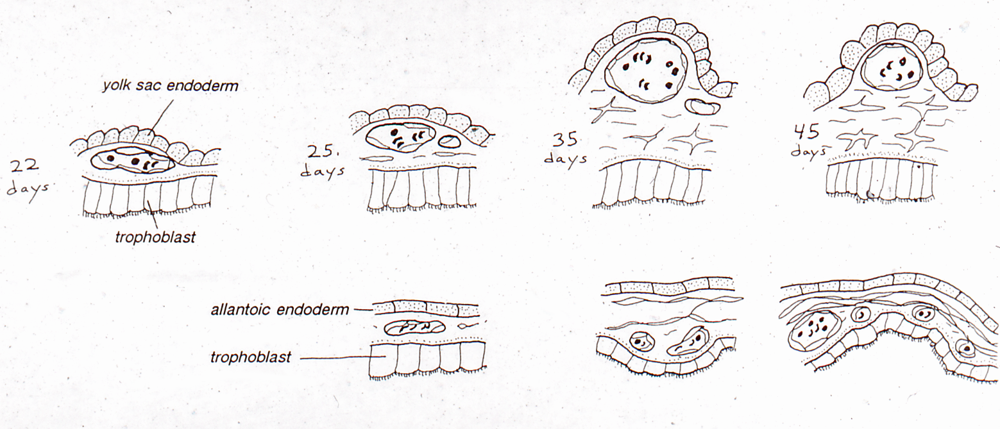 yolk sac endoderm
22
days
25.
days
35
days
45
days
trophoblast
allantoic endoderm
trophoblast